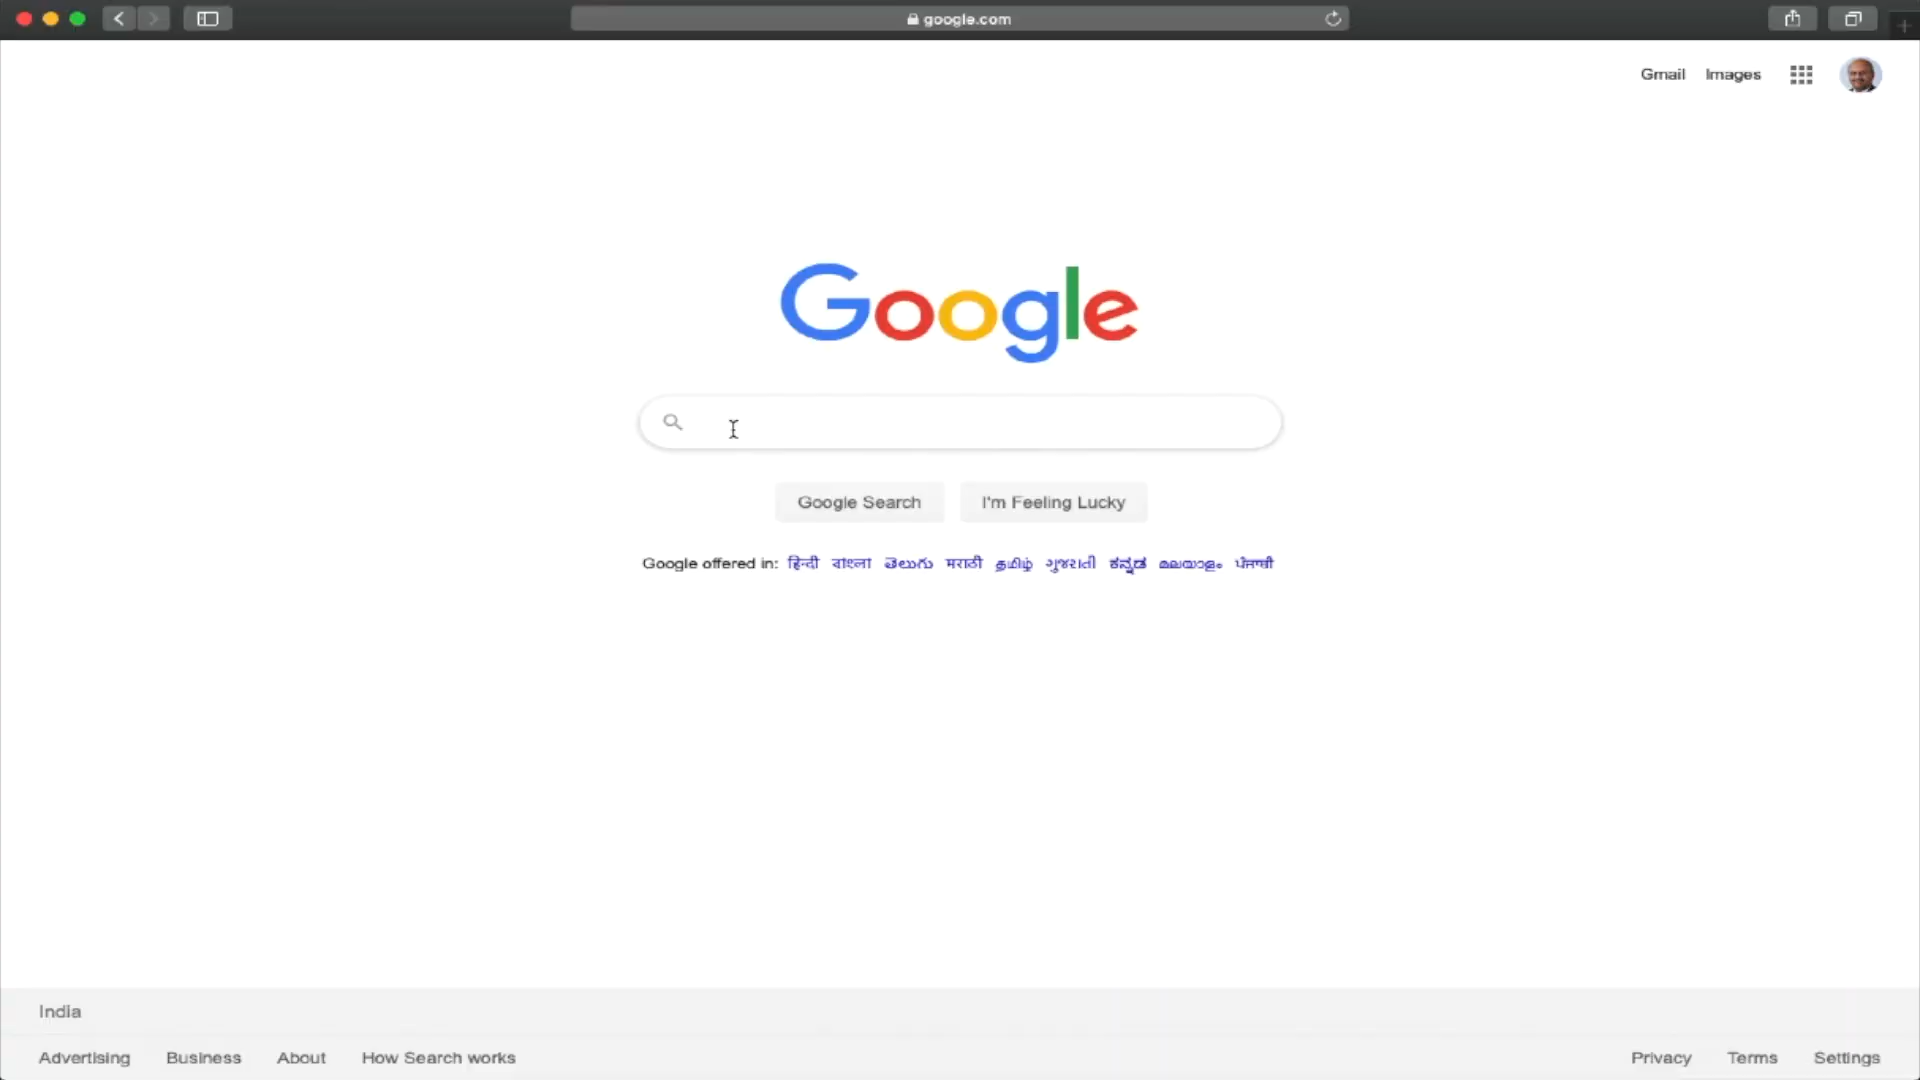 google.com
Gmail Images
Google
Google Search I'm Feeling Lucky
Google offered in: हिन्दी বাংলা తెలుగు मराठी தமிழ் ગુજરાતી ಕನ್ನಡ മലയാളം ਪੰਜਾਬੀ
India
Advertising Business About How Search works Privacy Terms Settings